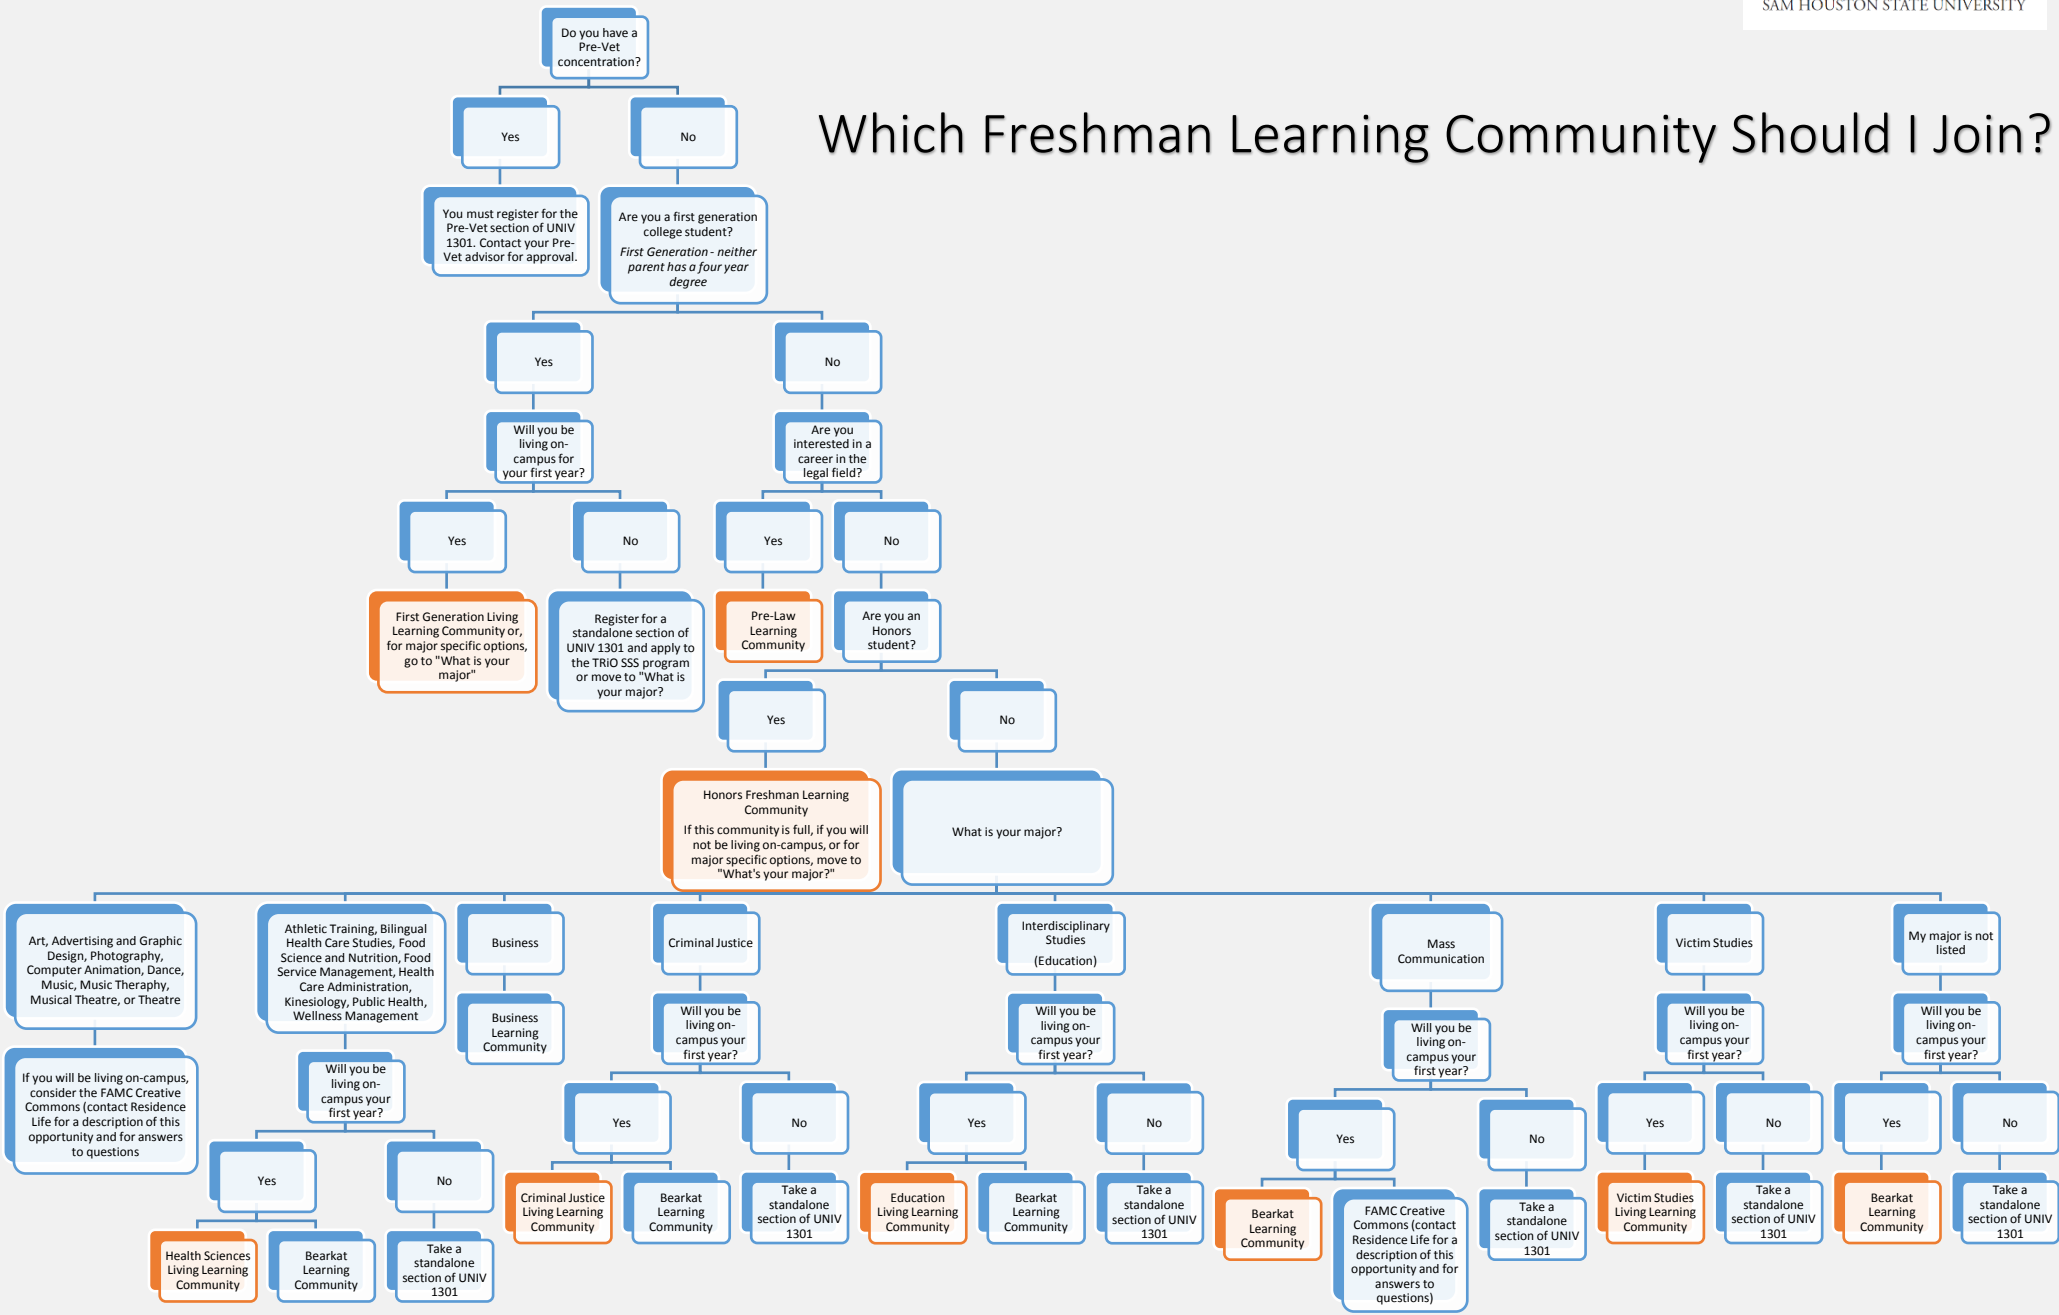 SAM HOUSTON STATE UNIVERSITY
Which Freshman Learning Community Should I Join?
Do you have a
Pre-Vet
concentration?
Yes
No
You must register for the
Pre-Vet section of UNIV
1301. Contact your Pre-
Vet advisor for approval.
Are you a first generation
college student?
First Generation - neither
parent has a four year
degree
Yes
No
Will you be
living on-
campus for
your first year?
Are you
interested in a
career in the
legal field?
Yes
No
Yes
No
First Generation Living
Learning Community or,
for major specific options,
go to "What is your
major"
Register for a
standalone section of
UNIV 1301 and apply to
the TRiO SSS program
or move to "What is
your major?
Pre-Law
Learning
Community
Are you an
Honors
student?
Yes
No
Honors Freshman Learning
Community
If this community is full, if you will
not be living on-campus, or for
major specific options, move to
"What's your major?"
What is your major?
Art, Advertising and Graphic
Design, Photography,
Computer Animation, Dance,
Music, Music Theraphy,
Musical Theatre, or Theatre
If you will be living on-campus,
consider the FAMC Creative
Commons (contact Residence
Life for a description of this
opportunity and for answers
to questions
Athletic Training, Bilingual
Health Care Studies, Food
Science and Nutrition, Food
Service Management, Health
Care Administration,
Kinesiology, Public Health,
Wellness Management
Will you be
living on-
campus your
first year?
Yes
No
Health Sciences
Living Learning
Community
Bearkat
Learning
Community
Take a
standalone
section of UNIV
1301
Business
Business
Learning
Community
Criminal Justice
Will you be
living on-
campus your
first year?
Yes
No
Criminal Justice
Living Learning
Community
Bearkat
Learning
Community
Take a
standalone
section of UNIV
1301
Interdisciplinary
Studies
(Education)
Will you be
living on-
campus your
first year?
Yes
No
Education
Living Learning
Community
Bearkat
Learning
Community
Take a
standalone
section of UNIV
1301
Mass
Communication
Will you be
living on-
campus your
first year?
Yes
No
Bearkat
Learning
Community
FAMC Creative
Commons (contact
Residence Life for a
description of this
opportunity and for
answers to
questions)
Take a
standalone
section of UNIV
1301
Victim Studies
Will you be
living on-
campus your
first year?
Yes
No
Victim Studies
Living Learning
Community
Take a
standalone
section of UNIV
1301
My major is not
listed
Will you be
living on-
campus your
first year?
Yes
No
Bearkat
Learning
Community
Take a
standalone
section of UNIV
1301